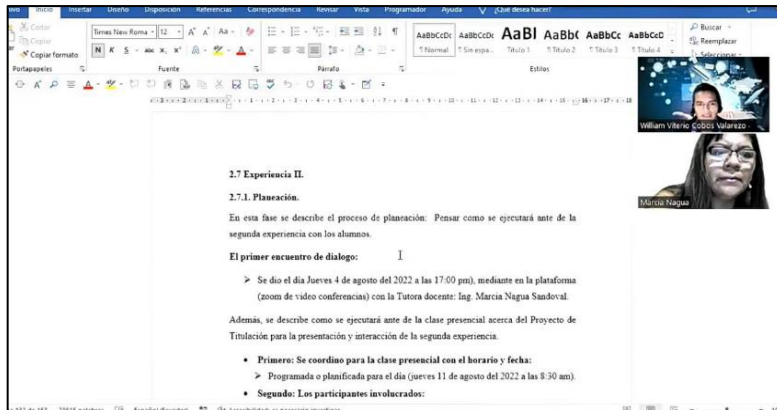 Inicio Insertar Diseño Disposición Referencias Correspondencia Revisar Vista Programador Ayuda ¿Qué desea hacer?
Cortar
Copiar
Copiar formato
Portapapeles
Times New Roma 12
N K S abc
Fuente
Párrafo
AaBbCcDc AaBbCcDc AaBl AaBb( AaBbCc AaBbCcD
¶ Normal ¶ Sin espa... Título 1 Título 2 Título 3 Título 4
Estilos
Buscar
Reemplazar
Seleccionar
William Viterio Cobos Valarezo
Marcia Nagua
2.7 Experiencia II.
2.7.1. Planeación.
En esta fase se describe el proceso de planeación: Pensar como se ejecutará ante de la
segunda experiencia con los alumnos.
El primer encuentro de dialogo:
➢ Se dio el día Jueves 4 de agosto del 2022 a las 17:00 pm), mediante en la plataforma
(zoom de video conferencias) con la Tutora docente: Ing. Marcia Nagua Sandoval.
Además, se describe como se ejecutará ante de la clase presencial acerca del Proyecto de
Titulación para la presentación y interacción de la segunda experiencia.
• Primero: Se coordino para la clase presencial con el horario y fecha:
➢ Programada o planificada para el día (jueves 11 de agosto del 2022 a las 8:30 am).
• Segundo: Los participantes involucrados: